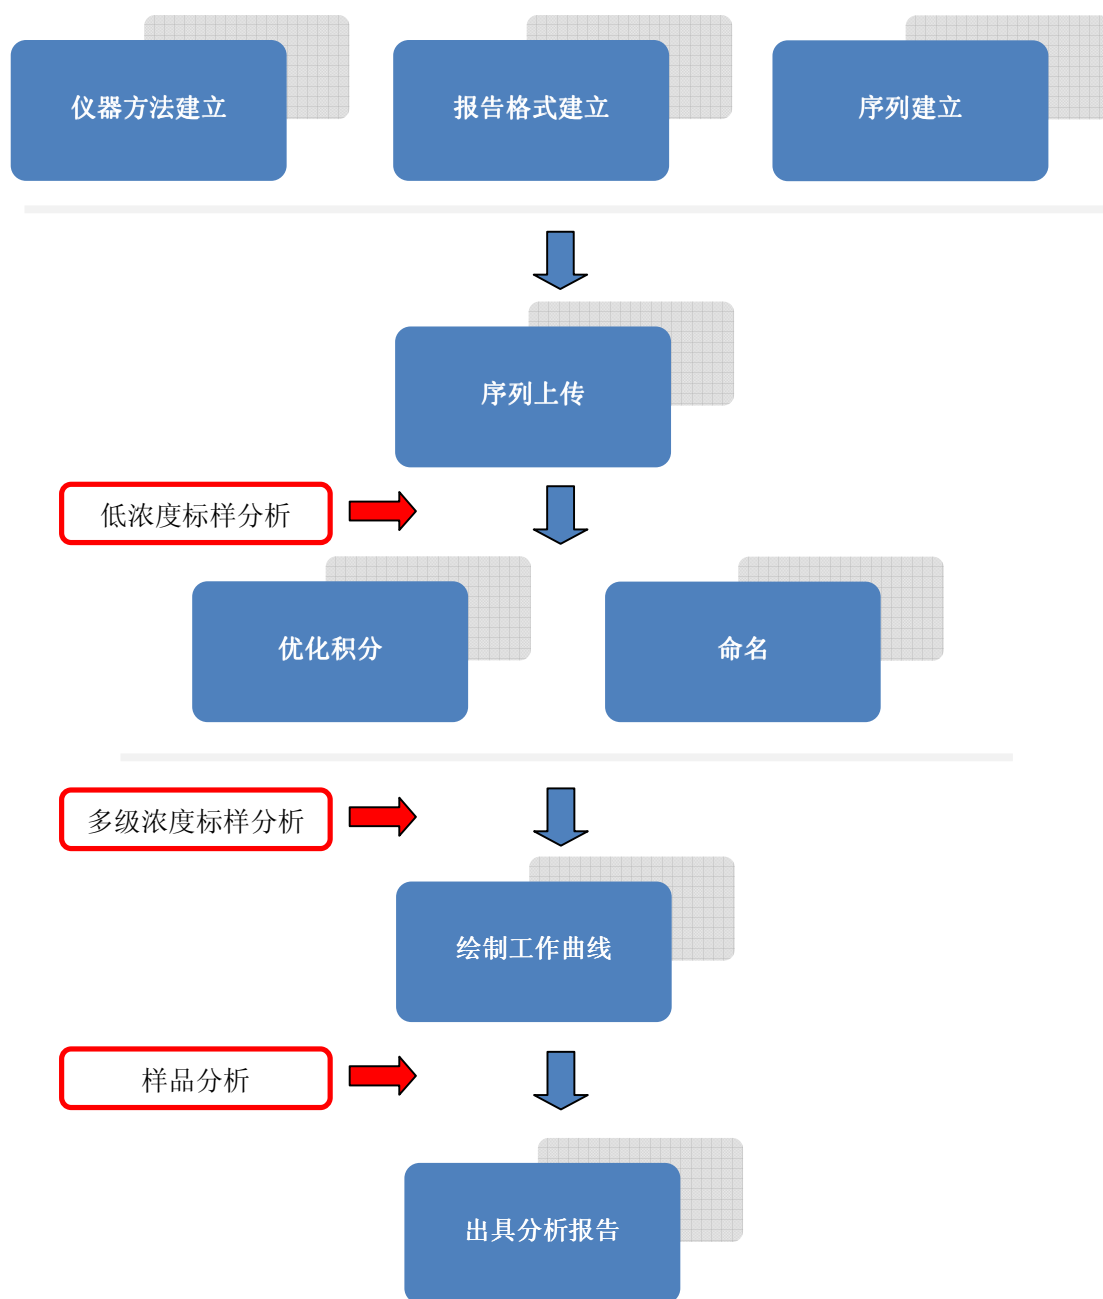 仪器方法建立
报告格式建立
序列建立
序列上传
低浓度标样分析
优化积分
命名
多级浓度标样分析
绘制工作曲线
样品分析
出具分析报告